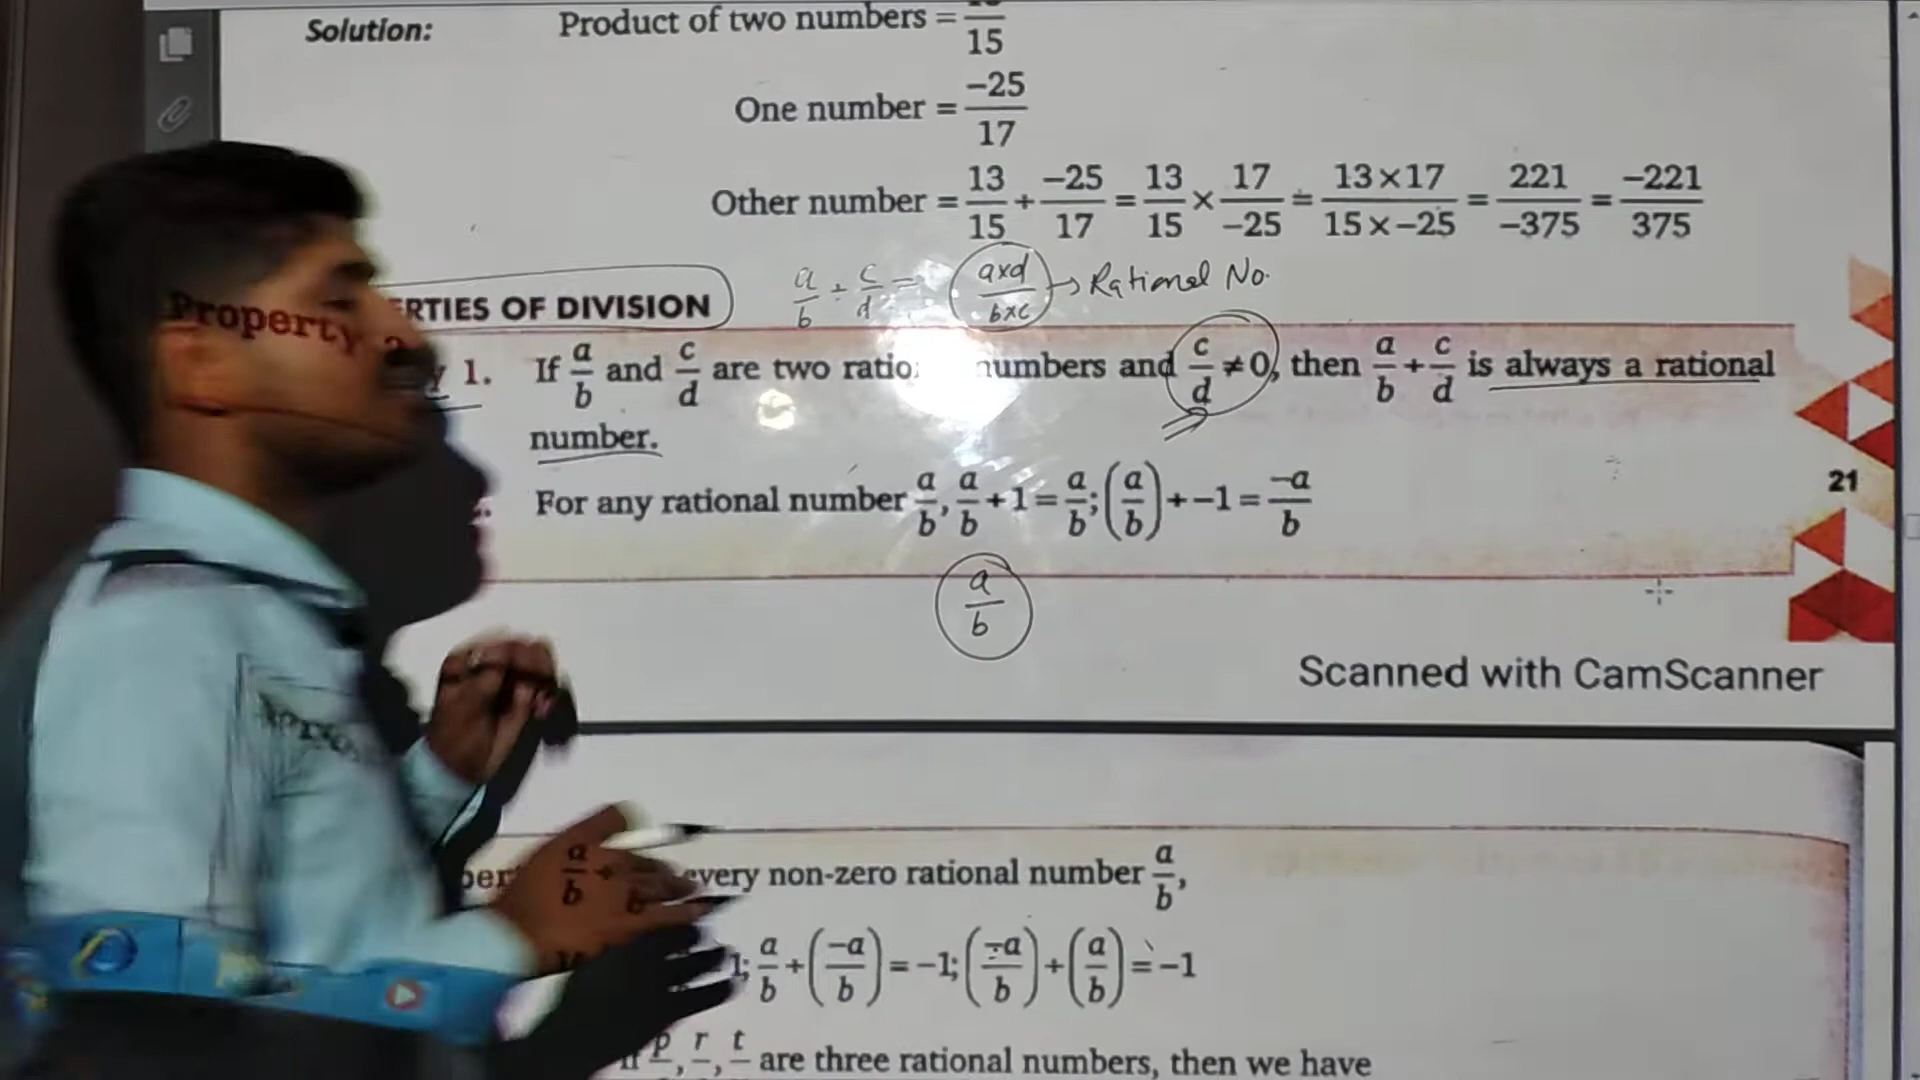 Solution: Product of two numbers = /15
One number = -25/17
Other number = 13/15 + -25/17 = 13/15 × 17/-25 = 13×17/15×-25 = 221/-375 = -221/375
a/b ÷ c/d = a×d/b×c → Rational No.
ERTIES OF DIVISION
Property
1. If a/b and c/d are two ratio numbers and c/d ≠ 0, then a/b + c/d is always a rational
number.
21
For any rational number a/b, a/b + 1 = a/b; (a/b) + -1 = -a/b
a/b
Scanned with CamScanner
a/b + every non-zero rational number a/b,
1; a/b + (-a/b) = -1; (-a/b) + (a/b) = -1
p, r, t are three rational numbers, then we have